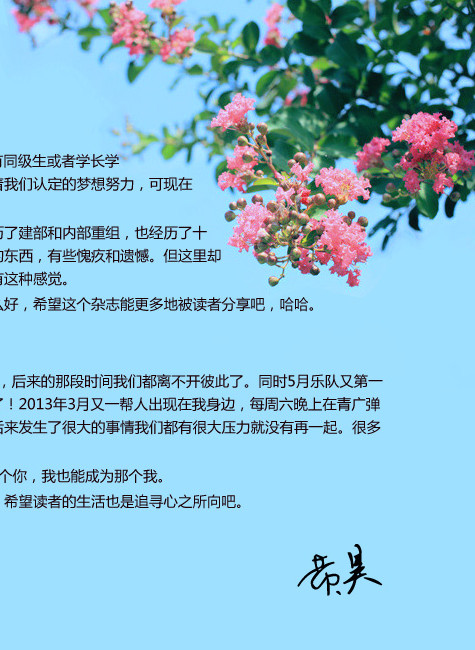 同级生或者学长学
我们认定的梦想努力，可现在
了建部和内部重组，也经历了十
东西，有些愧疚和遗憾。但这里却
这种感觉。
好，希望这个杂志能更多地被读者分享吧，哈哈。
，后来的那段时间我们都离不开彼此了。同时5月乐队又第一
！2013年3月又一帮人出现在我身边，每周六晚上在青广弹
来发生了很大的事情我们都有很大压力就没有再一起。很多
个你，我也能成为那个我。
希望读者的生活也是追寻心之所向吧。